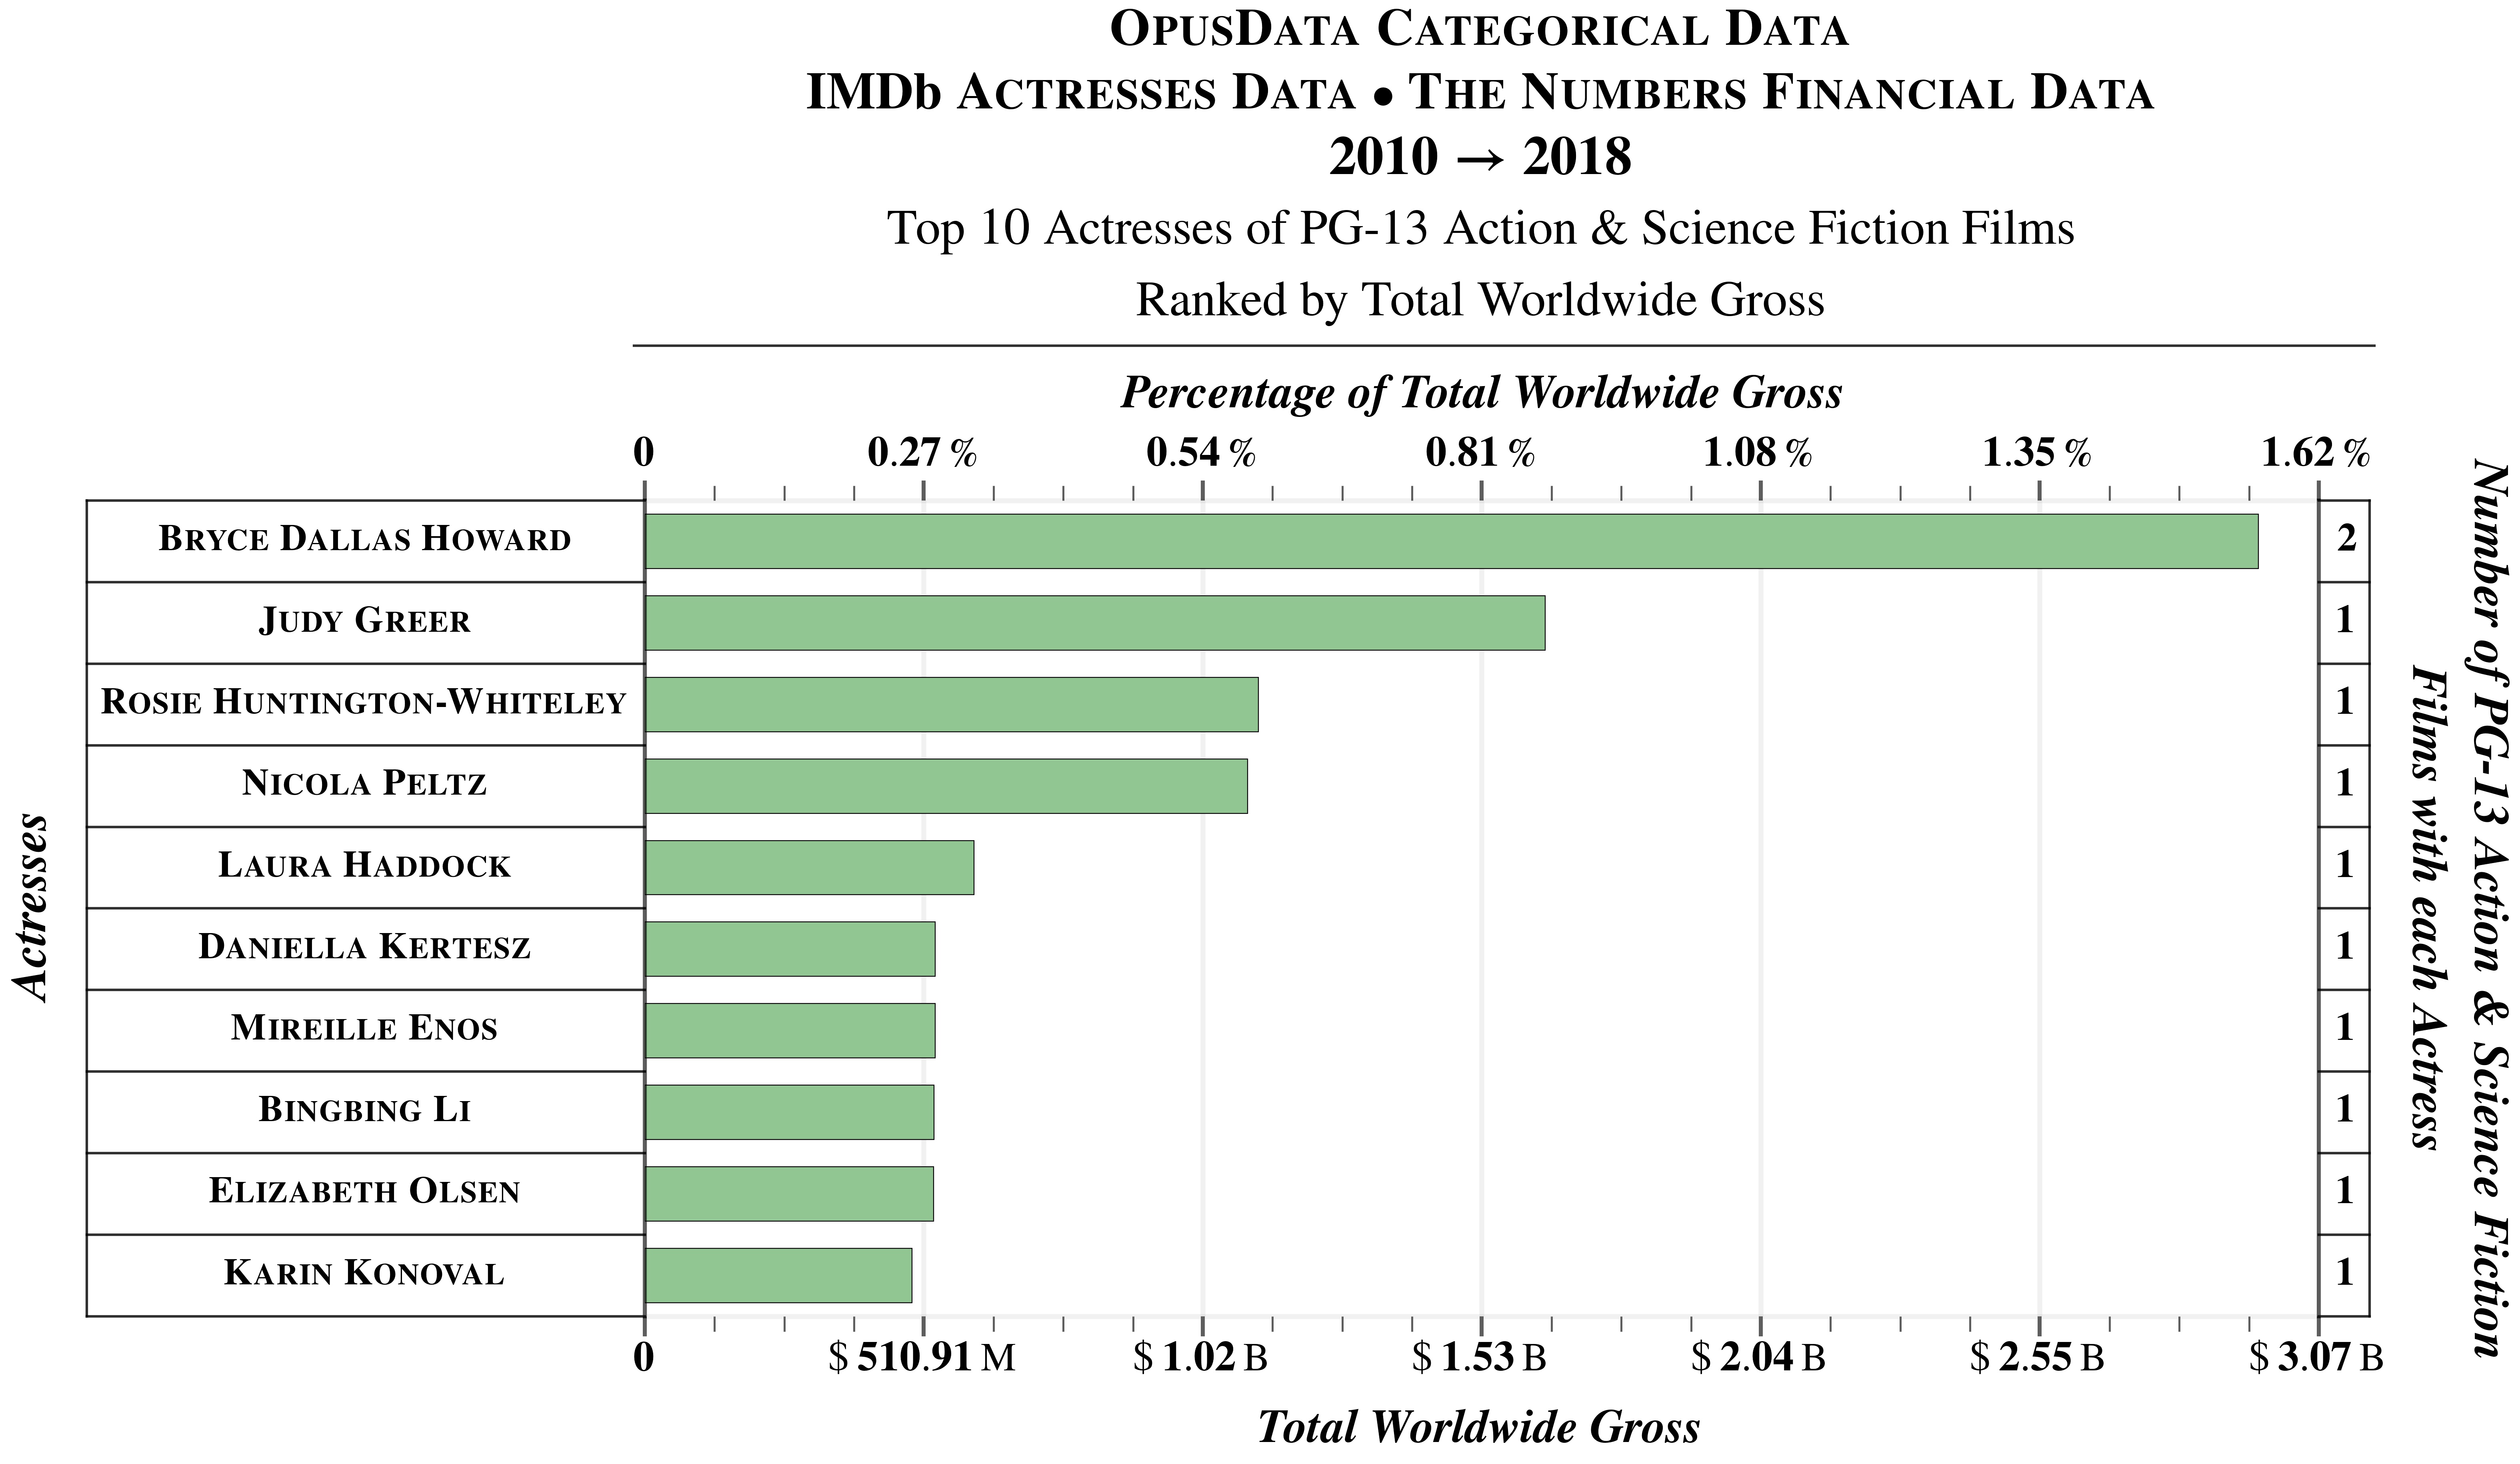 OpusData Categorical Data
IMDb Actresses Data • The Numbers Financial Data
2010 → 2018
Top 10 Actresses of PG-13 Action & Science Fiction Films
Ranked by Total Worldwide Gross
Percentage of Total Worldwide Gross
0 0.27 % 0.54 % 0.81 % 1.08 % 1.35 % 1.62 %
Actresses
Bryce Dallas Howard 2
Judy Greer 1
Rosie Huntington-Whiteley 1
Nicola Peltz 1
Laura Haddock 1
Daniella Kertesz 1
Mireille Enos 1
Bingbing Li 1
Elizabeth Olsen 1
Karin Konoval 1
Number of PG-13 Action & Science Fiction
Films with each Actress
0 $ 510.91 M $ 1.02 B $ 1.53 B $ 2.04 B $ 2.55 B $ 3.07 B
Total Worldwide Gross